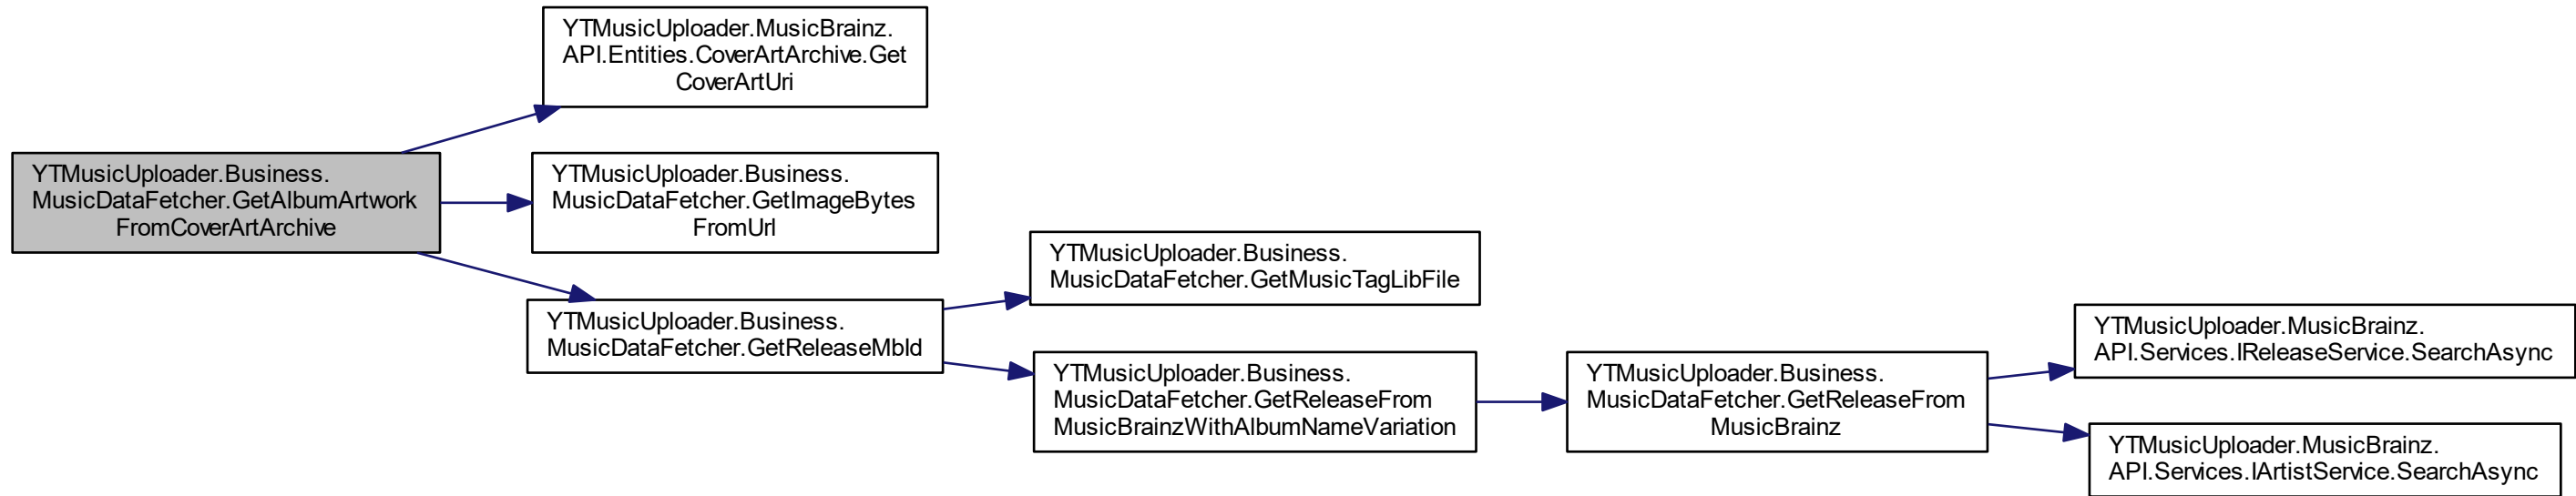 YTMusicUploader.MusicBrainz.
API.Entities.CoverArtArchive.Get
CoverArtUri
YTMusicUploader.Business.
MusicDataFetcher.GetAlbumArtwork
FromCoverArtArchive
YTMusicUploader.Business.
MusicDataFetcher.GetImageBytes
FromUrl
YTMusicUploader.Business.
MusicDataFetcher.GetReleaseMbId
YTMusicUploader.Business.
MusicDataFetcher.GetMusicTagLibFile
YTMusicUploader.Business.
MusicDataFetcher.GetReleaseFrom
MusicBrainzWithAlbumNameVariation
YTMusicUploader.Business.
MusicDataFetcher.GetReleaseFrom
MusicBrainz
YTMusicUploader.MusicBrainz.
API.Services.IReleaseService.SearchAsync
YTMusicUploader.MusicBrainz.
API.Services.IArtistService.SearchAsync